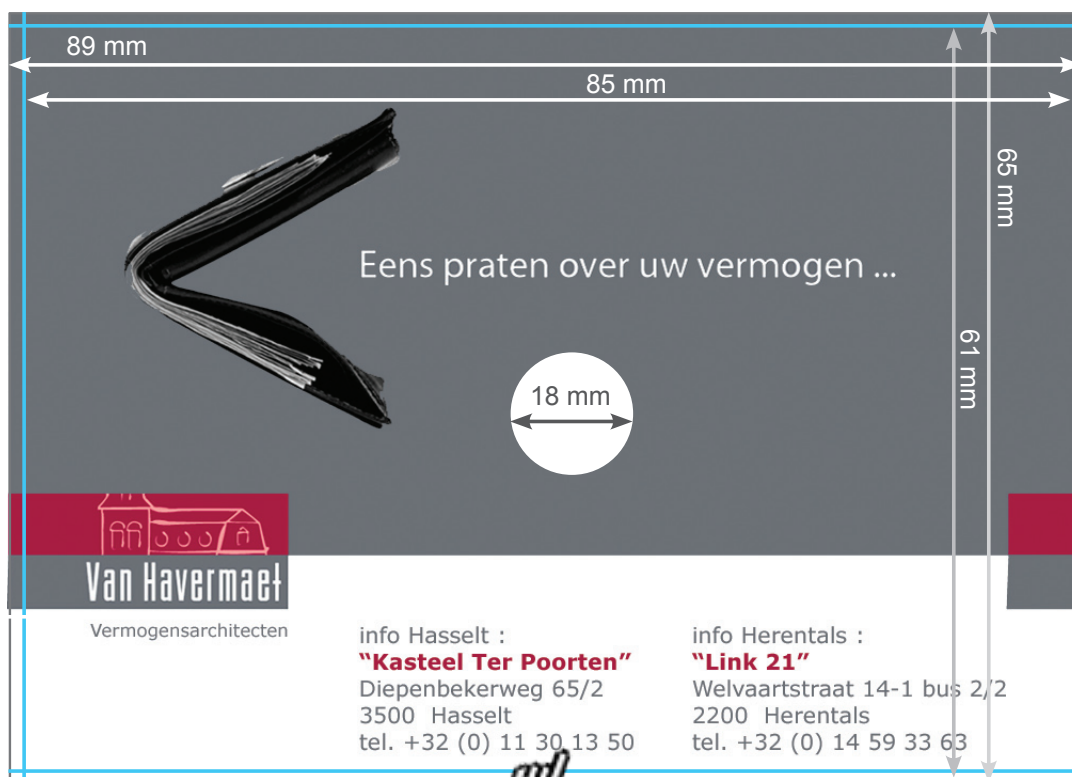 89 mm
85 mm
65 mm
Eens praten over uw vermogen ...
61 mm
18 mm
Van Havermaet
Vermogensarchitecten
info Hasselt :
“Kasteel Ter Poorten”
Diepenbekerweg 65/2
3500 Hasselt
tel. +32 (0) 11 30 13 50
info Herentals :
“Link 21”
Welvaartstraat 14-1 bus 2/2
2200 Herentals
tel. +32 (0) 14 59 33 63